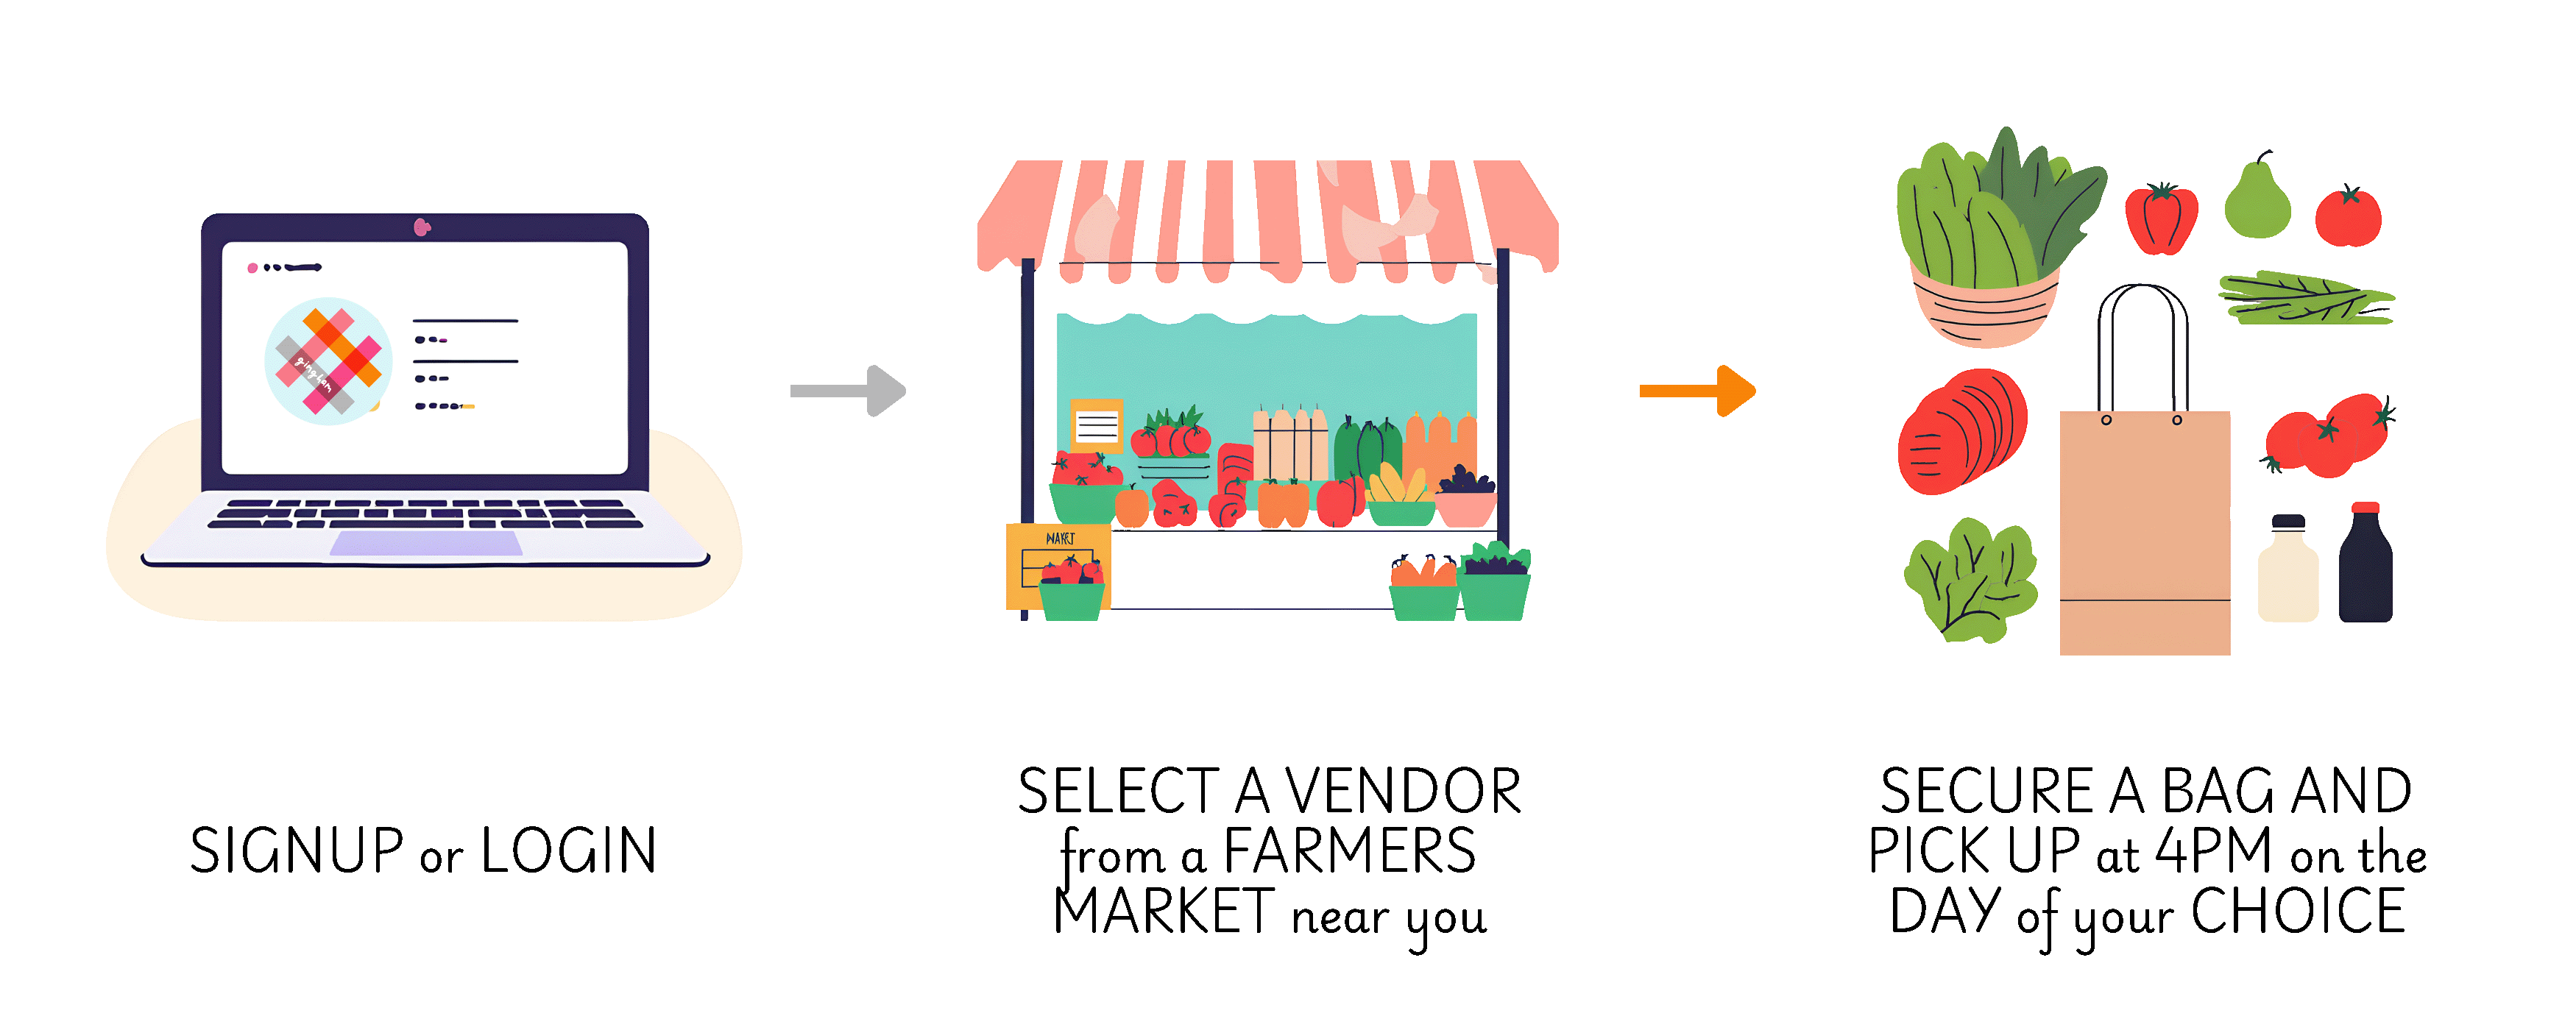 gingham
SIGNUP or LOGIN
SELECT A VENDOR
from a FARMERS
MARKET near you
SECURE A BAG AND
PICK UP at 4PM on the
DAY of your CHOICE